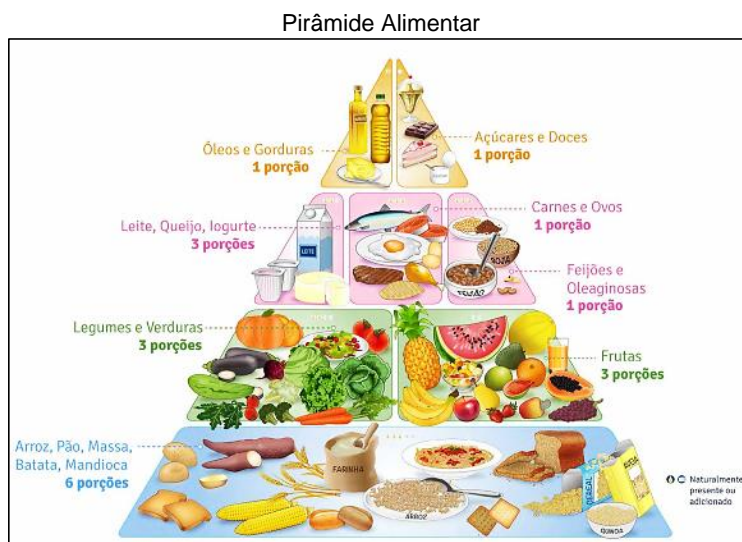 Pirâmide Alimentar
Óleos e Gorduras
1 porção
Açúcares e Doces
1 porção
Leite, Queijo, Iogurte
3 porções
Carnes e Ovos
1 porção
LEITE
SOJA
FEIJÃO
Feijões e
Oleaginosas
1 porção
Legumes e Verduras
3 porções
Frutas
3 porções
Arroz, Pão, Massa,
Batata, Mandioca
6 porções
FARINHA
ARROZ
CEREAL
QUINOA
Naturalmente
presente ou
adicionado